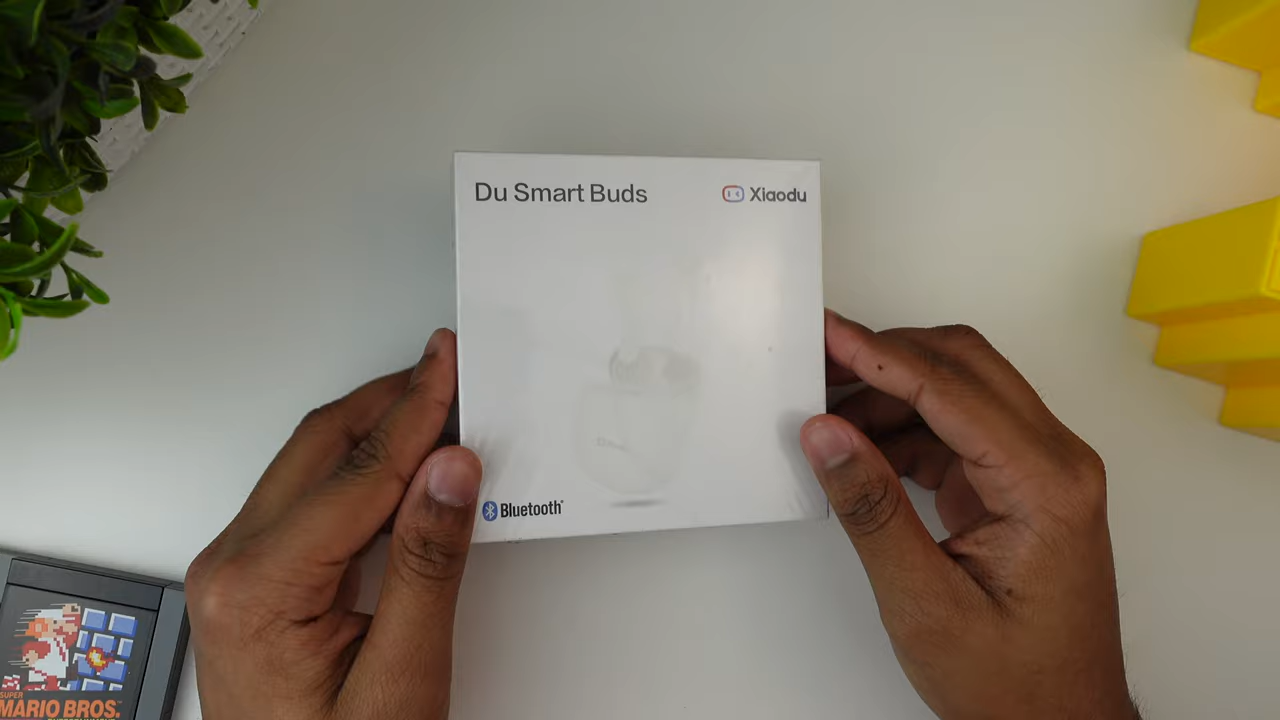 Du Smart Buds
Xiaodu
Bluetooth®
SUPER
MARIO BROS.